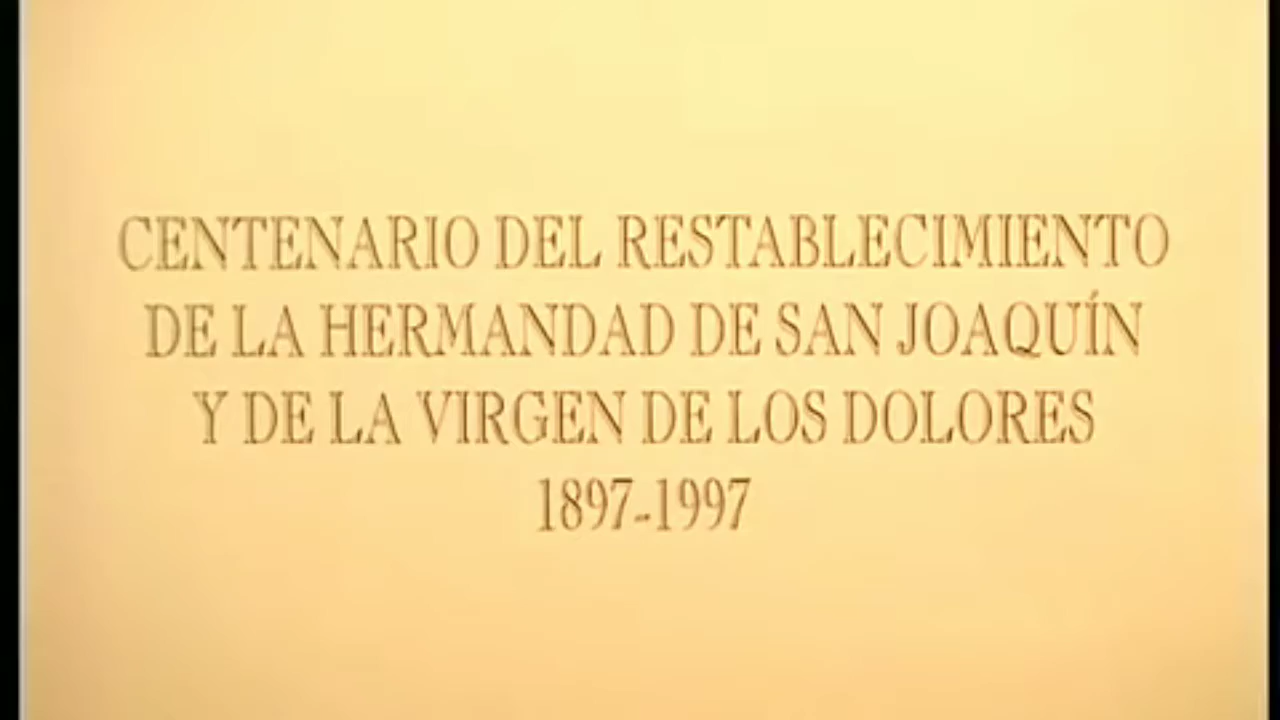 CENTENARIO DEL RESTABLECIMIENTO
DE LA HERMANDAD DE SAN JOAQUÍN
Y DE LA VIRGEN DE LOS DOLORES
1897-1997